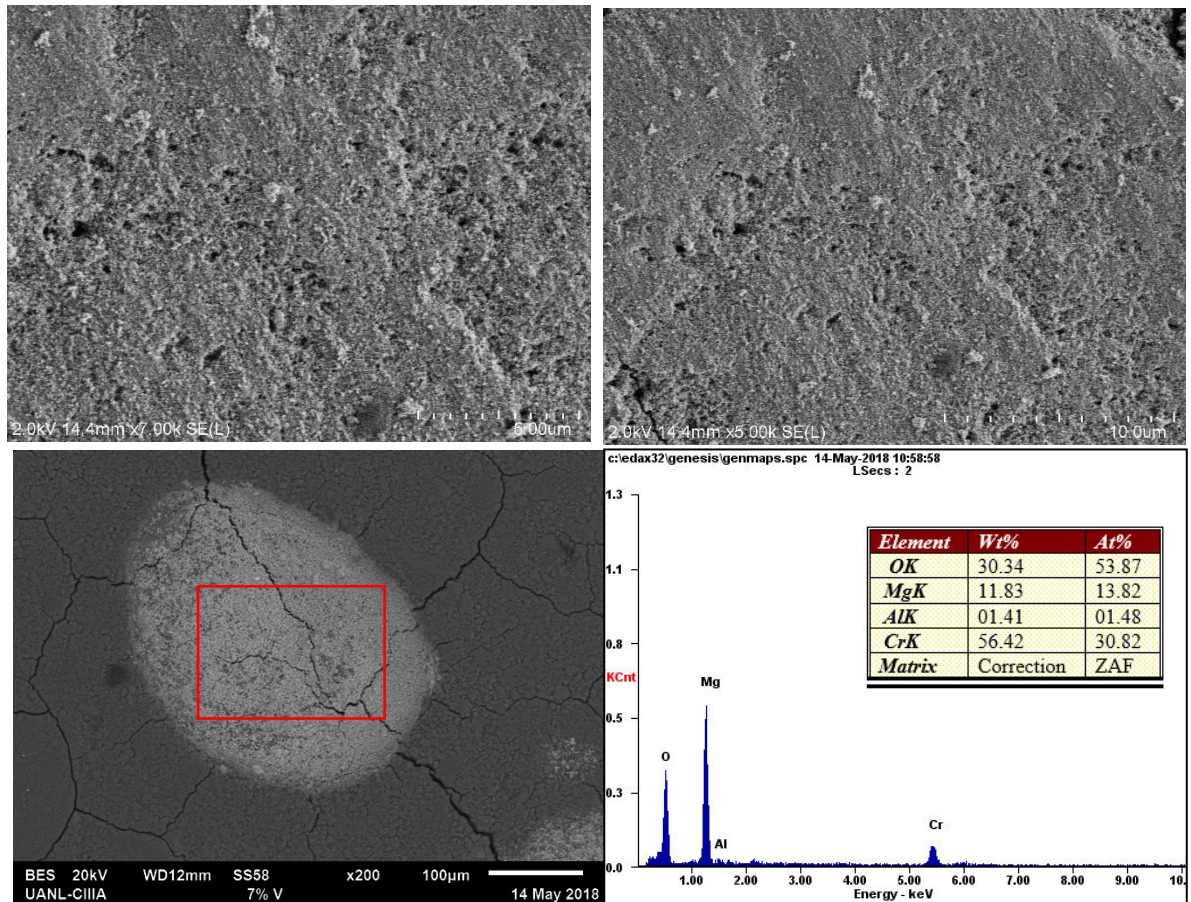 2.0kV 14.4mm x7.00k SE(L)
5.00um
2.0kV 14.4mm x5.00k SE(L)
10.0um
BES 20kV WD12mm SS58 x200 100µm
UANL-CIIIA 7% V 14 May 2018
c:\edax32\genesis\genmaps.spc 14-May-2018 10:58:58
LSecs : 2
1.3
1.1
0.8
KCnt
0.5
0.3
0.0
O
Mg
Al
Cr
Element Wt% At%
OK 30.34 53.87
MgK 11.83 13.82
AlK 01.41 01.48
CrK 56.42 30.82
Matrix Correction ZAF
1.00 2.00 3.00 4.00 5.00 6.00 7.00 8.00 9.00 10.
Energy - keV